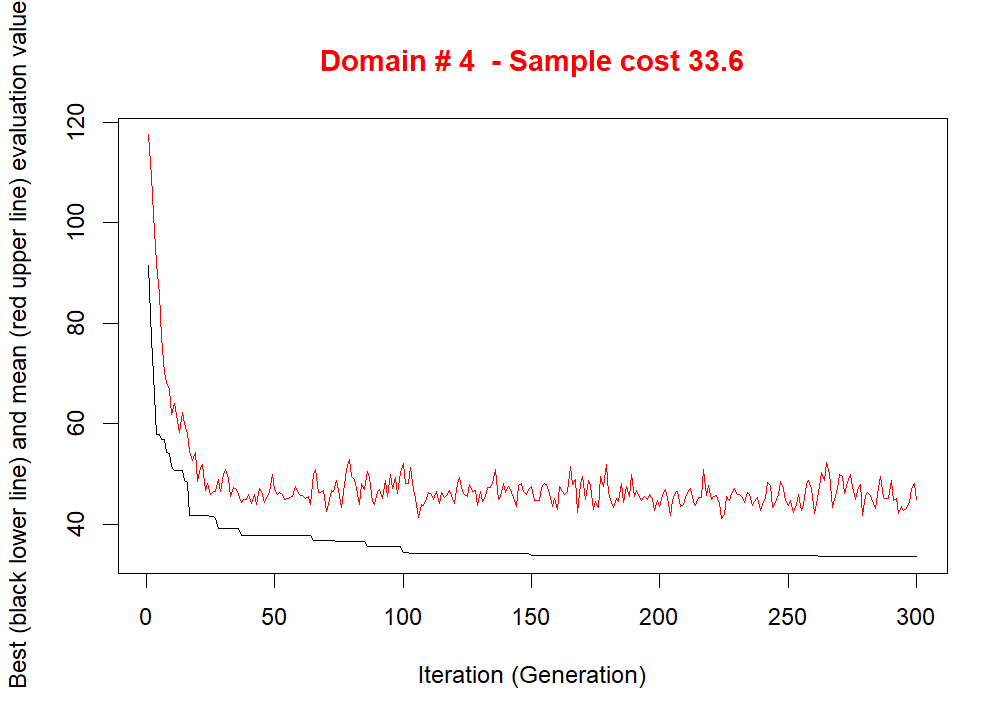 Domain # 4  - Sample cost 33.6
Best (black lower line) and mean (red upper line) evaluation value
120
100
80
60
40
0 50 100 150 200 250 300
Iteration (Generation)